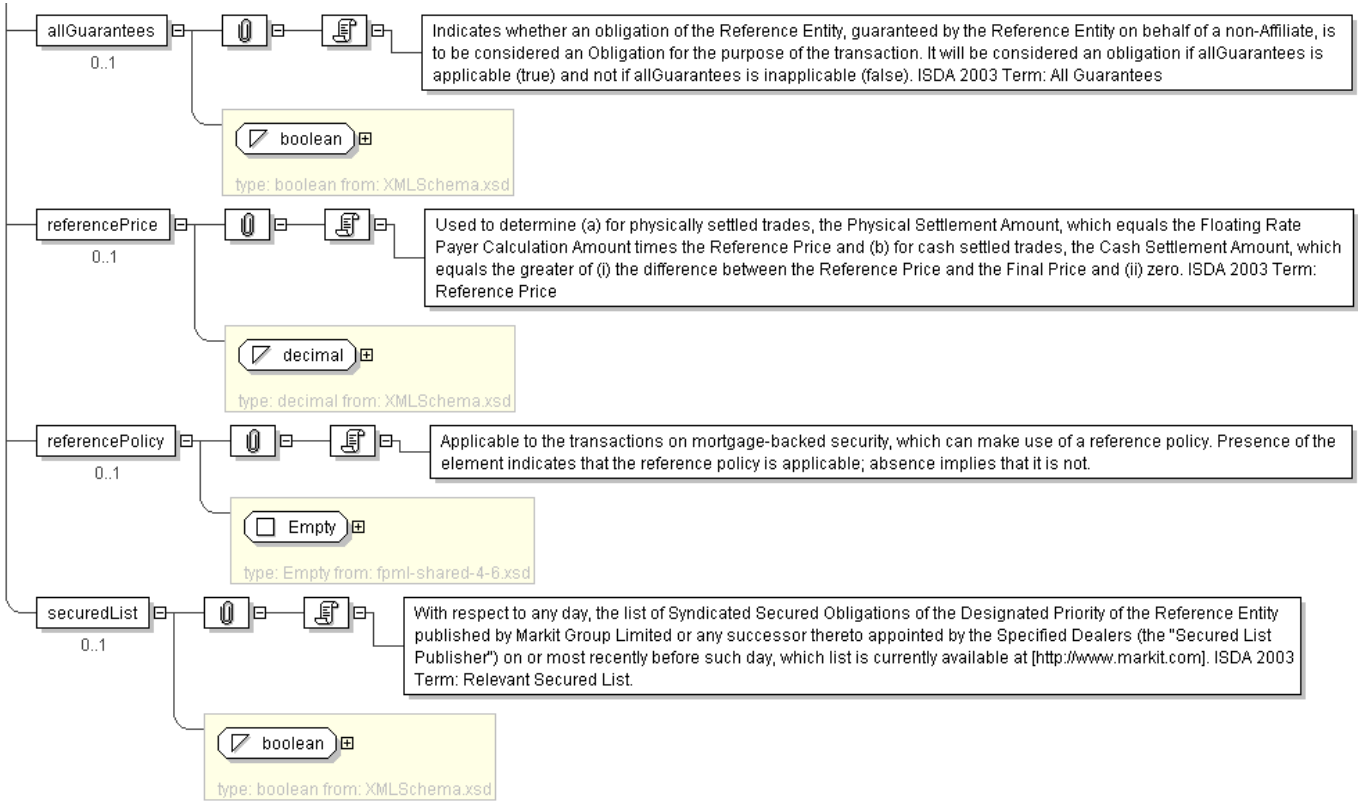 allGuarantees
0..1
Indicates whether an obligation of the Reference Entity, guaranteed by the Reference Entity on behalf of a non-Affiliate, is
to be considered an Obligation for the purpose of the transaction. It will be considered an obligation if allGuarantees is
applicable (true) and not if allGuarantees is inapplicable (false). ISDA 2003 Term: All Guarantees
boolean
type: boolean from: XMLSchema.xsd
referencePrice
0..1
Used to determine (a) for physically settled trades, the Physical Settlement Amount, which equals the Floating Rate
Payer Calculation Amount times the Reference Price and (b) for cash settled trades, the Cash Settlement Amount, which
equals the greater of (i) the difference between the Reference Price and the Final Price and (ii) zero. ISDA 2003 Term:
Reference Price
decimal
type: decimal from: XMLSchema.xsd
referencePolicy
0..1
Applicable to the transactions on mortgage-backed security, which can make use of a reference policy. Presence of the
element indicates that the reference policy is applicable; absence implies that it is not.
Empty
type: Empty from: fpml-shared-4-6.xsd
securedList
0..1
With respect to any day, the list of Syndicated Secured Obligations of the Designated Priority of the Reference Entity
published by Markit Group Limited or any successor thereto appointed by the Specified Dealers (the "Secured List
Publisher") on or most recently before such day, which list is currently available at [http://www.markit.com]. ISDA 2003
Term: Relevant Secured List.
boolean
type: boolean from: XMLSchema.xsd